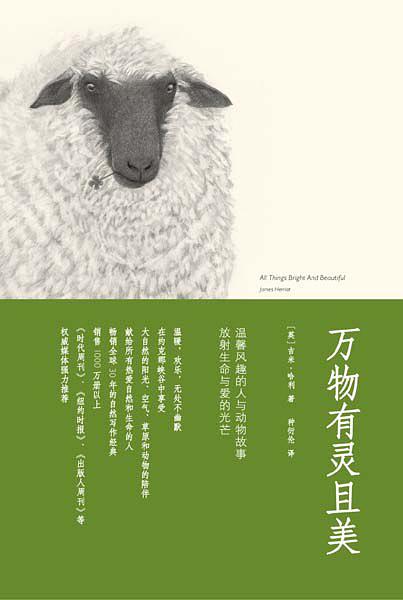 All Things Bright And Beautiful
James Herriot
万物有灵且美
[英]吉米·哈利 著
种衍伦 译
温馨风趣的人与动物故事
放射生命与爱的光芒
温暖、欢乐、无处不幽默
在约克郡峡谷中享受
大自然的阳光、空气、草原和动物的陪伴
献给所有热爱自然和生命的人
畅销全球30年的自然写作经典
销售1000万册以上
《时代周刊》、《纽约时报》、《出版人周刊》等
权威媒体强力推荐